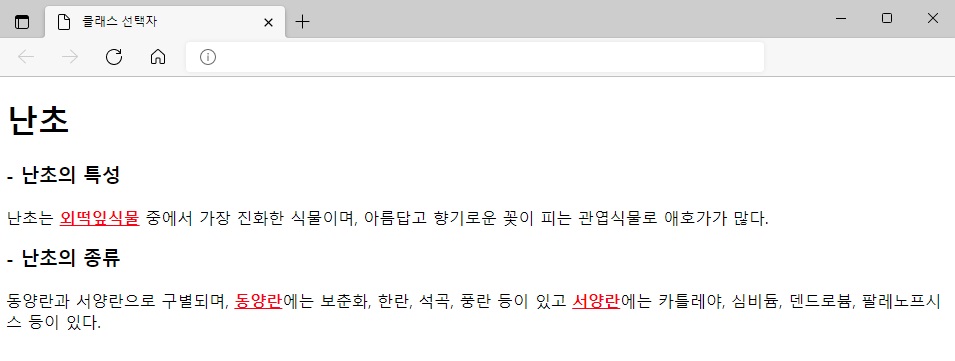 클래스 선택자
난초
- 난초의 특성
난초는 외떡잎식물 중에서 가장 진화한 식물이며, 아름답고 향기로운 꽃이 피는 관엽식물로 애호가가 많다.
- 난초의 종류
동양란과 서양란으로 구별되며, 동양란에는 보춘화, 한란, 석곡, 풍란 등이 있고 서양란에는 카틀레야, 심비듐, 덴드로븀, 팔레노프시
스 등이 있다.